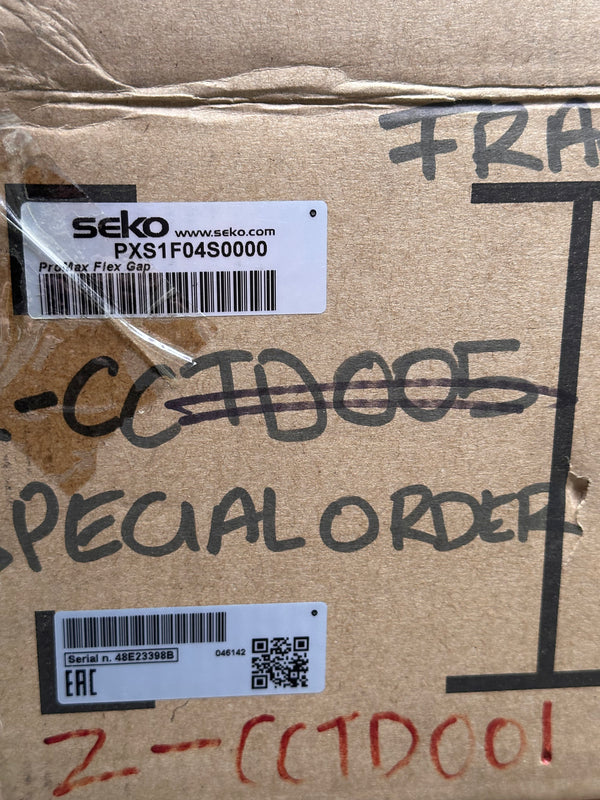 FRA
seko www.seko.com
PXS1F04S0000
ProMax Flex Gap
-CCTD005
SPECIAL ORDER
Serial n. 48E23398B
046142
EAC
Z-CCTD001